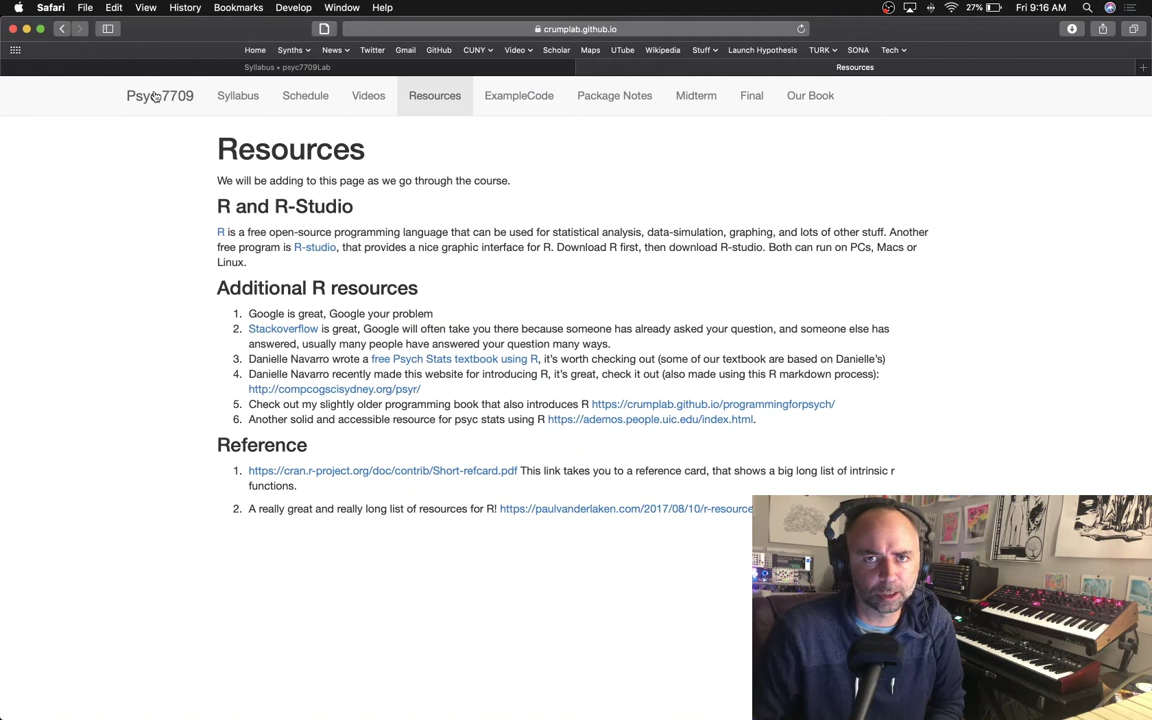 Safari File Edit View History Bookmarks Develop Window Help 27% Fri 9:16 AM
crumplab.github.io
Home Synths News Twitter Gmail GitHub CUNY Video Scholar Maps UTube Wikipedia Stuff Launch Hypothesis TURK SONA Tech
Syllabus • psyc7709Lab Resources
Psyc7709 Syllabus Schedule Videos Resources ExampleCode Package Notes Midterm Final Our Book
Resources
We will be adding to this page as we go through the course.
R and R-Studio
R is a free open-source programming language that can be used for statistical analysis, data-simulation, graphing, and lots of other stuff. Another
free program is R-studio, that provides a nice graphic interface for R. Download R first, then download R-studio. Both can run on PCs, Macs or
Linux.
Additional R resources
1. Google is great, Google your problem
2. Stackoverflow is great, Google will often take you there because someone has already asked your question, and someone else has
answered, usually many people have answered your question many ways.
3. Danielle Navarro wrote a free Psych Stats textbook using R, it's worth checking out (some of our textbook are based on Danielle's)
4. Danielle Navarro recently made this website for introducing R, it's great, check it out (also made using this R markdown process):
http://compcogscisydney.org/psyr/
5. Check out my slightly older programming book that also introduces R https://crumplab.github.io/programmingforpsych/
6. Another solid and accessible resource for psyc stats using R https://ademos.people.uic.edu/index.html.
Reference
1. https://cran.r-project.org/doc/contrib/Short-refcard.pdf This link takes you to a reference card, that shows a big long list of intrinsic r
functions.
2. A really great and really long list of resources for R! https://paulvanderlaken.com/2017/08/10/r-resource